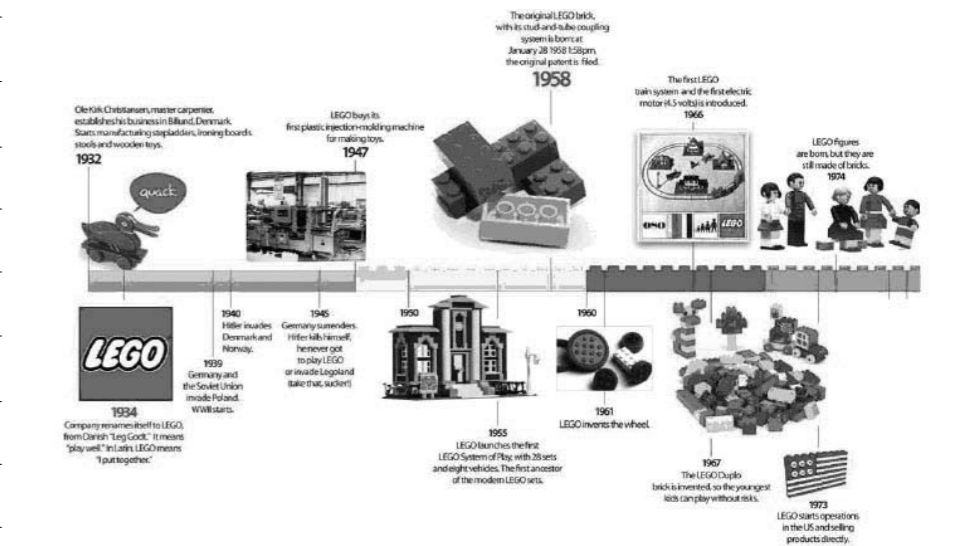 Ole Kirk Christiansen, master carpenter,
establishes his business in Billund, Denmark.
Starts manufacturing stepladders, ironing boards
stools and wooden toys.
1932
quack
LEGO buys its
first plastic injection-molding machine
for making toys.
1947
The original LEGO brick,
with its stud-and-tube coupling
system is born: at
January 28 1958 1:58pm,
the original patent is filed.
1958
The first LEGO
train system and the first electric
motor (4.5 volts) is introduced.
1966
LEGO
LEGO figures
are born, but they are
still made of bricks.
1974
LEGO
1934
Company renames itself to LEGO,
from Danish "Leg Godt." It means
"play well." In Latin, LEGO means
"I put together."
1939
Germany and
the Soviet Union
invade Poland.
WWII starts.
1940
Hitler invades
Denmark and
Norway.
1945
Germany surrenders.
Hitler kills himself,
he never got
to play LEGO
or invade Legoland
(take that, sucker!)
1950
1955
LEGO launches the first
LEGO System of Play, with 28 sets
and eight vehicles. The first ancestor
of the modern LEGO sets.
1960
1961
LEGO invents the wheel.
1967
The LEGO Duplo
brick is invented, so the youngest
kids can play without risks.
1973
LEGO starts operations
in the US and selling
products directly.